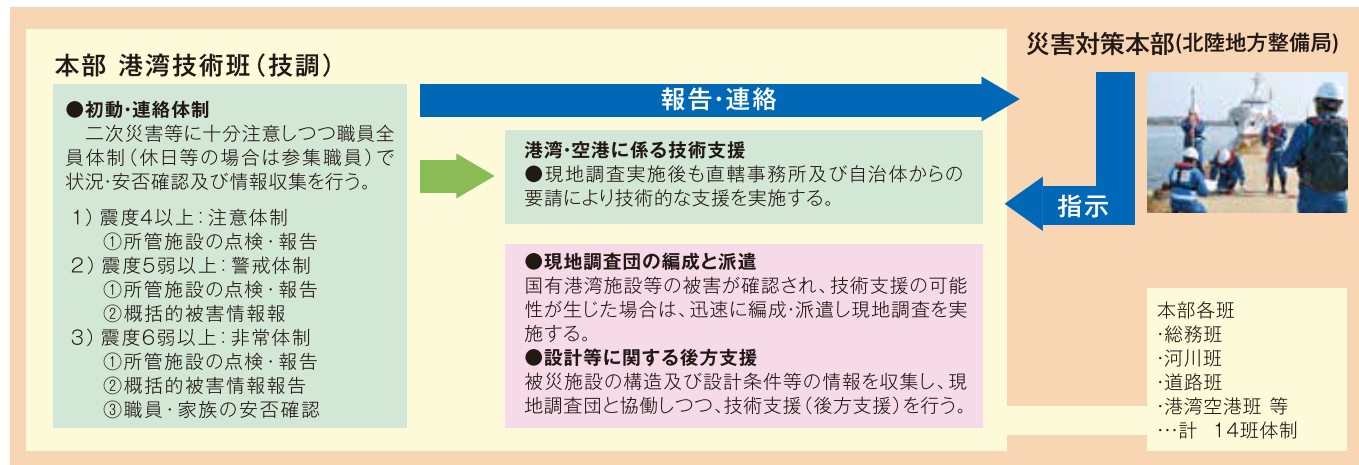 災害対策本部(北陸地方整備局)
本部 港湾技術班(技調)
●初動・連絡体制
二次災害等に十分注意しつつ職員全
員体制(休日等の場合は参集職員)で
状況・安否確認及び情報収集を行う。
1)震度4以上:注意体制
①所管施設の点検・報告
2)震度5弱以上:警戒体制
①所管施設の点検・報告
②概括的被害情報報
3)震度6弱以上:非常体制
①所管施設の点検・報告
②概括的被害情報報告
③職員・家族の安否確認
報告・連絡
港湾・空港に係る技術支援
●現地調査実施後も直轄事務所及び自治体からの
要請により技術的な支援を実施する。
指示
●現地調査団の編成と派遣
国有港湾施設等の被害が確認され、技術支援の可能
性が生じた場合は、迅速に編成・派遣し現地調査を実
施する。
●設計等に関する後方支援
被災施設の構造及び設計条件等の情報を収集し、現
地調査団と協働しつつ、技術支援(後方支援)を行う。
本部各班
・総務班
・河川班
・道路班
・港湾空港班 等
…計 14班体制